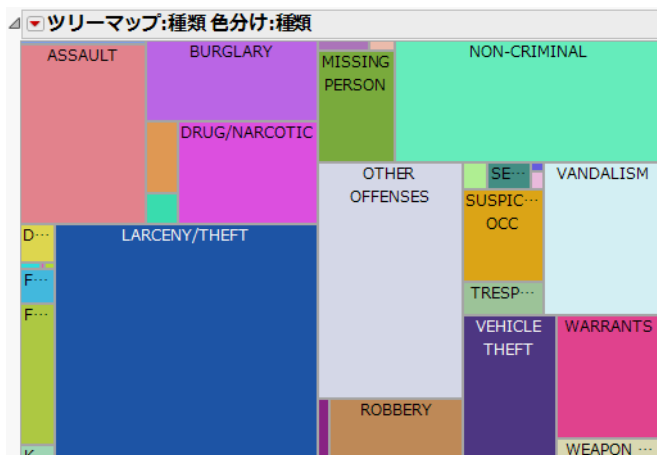 ツリーマップ:種類 色分け:種類
ASSAULT
BURGLARY
MISSING
PERSON
NON-CRIMINAL
DRUG/NARCOTIC
OTHER
OFFENSES
SE…
VANDALISM
SUSPIC…
OCC
D…
LARCENY/THEFT
F…
TRESP…
F…
VEHICLE
THEFT
WARRANTS
ROBBERY
WEAPON …
K